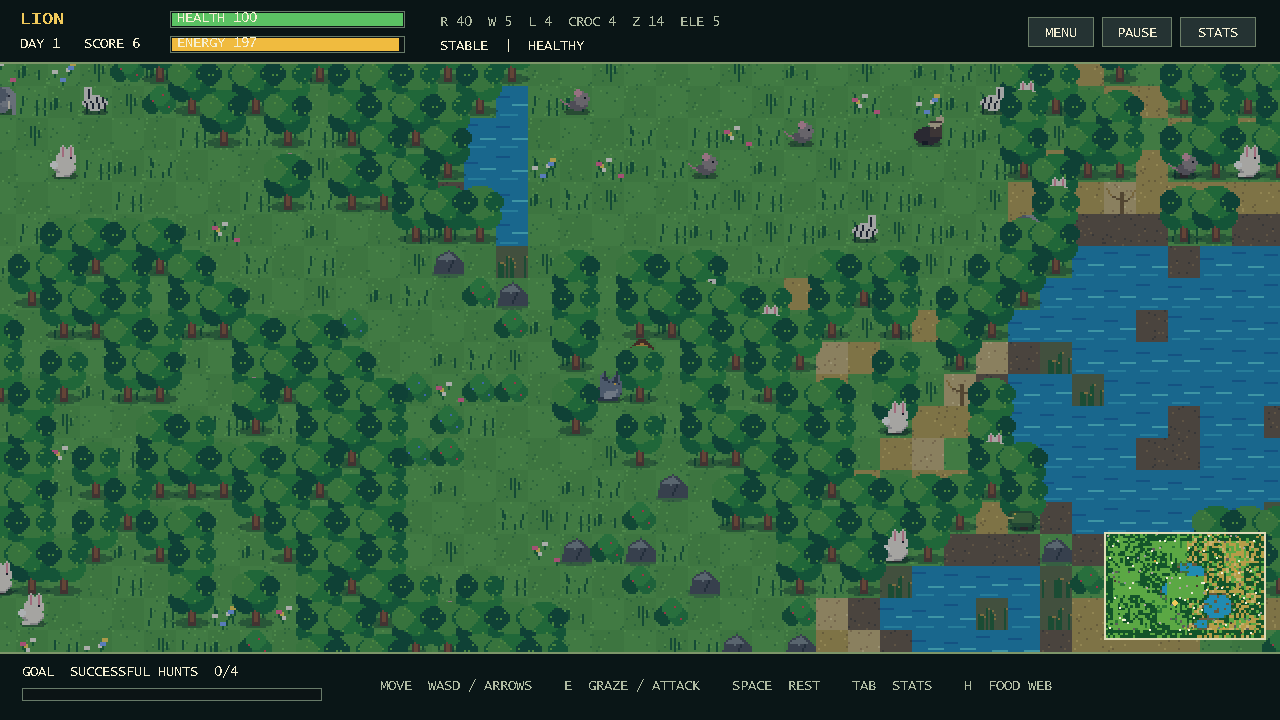 LION
HEALTH 100
R 40 W 5 L 4 CROC 4 Z 14 ELE 5
MENU
PAUSE
STATS
DAY 1 SCORE 6
ENERGY 197
STABLE | HEALTHY
GOAL SUCCESSFUL HUNTS 0/4
MOVE WASD / ARROWS E GRAZE / ATTACK SPACE REST TAB STATS H FOOD WEB